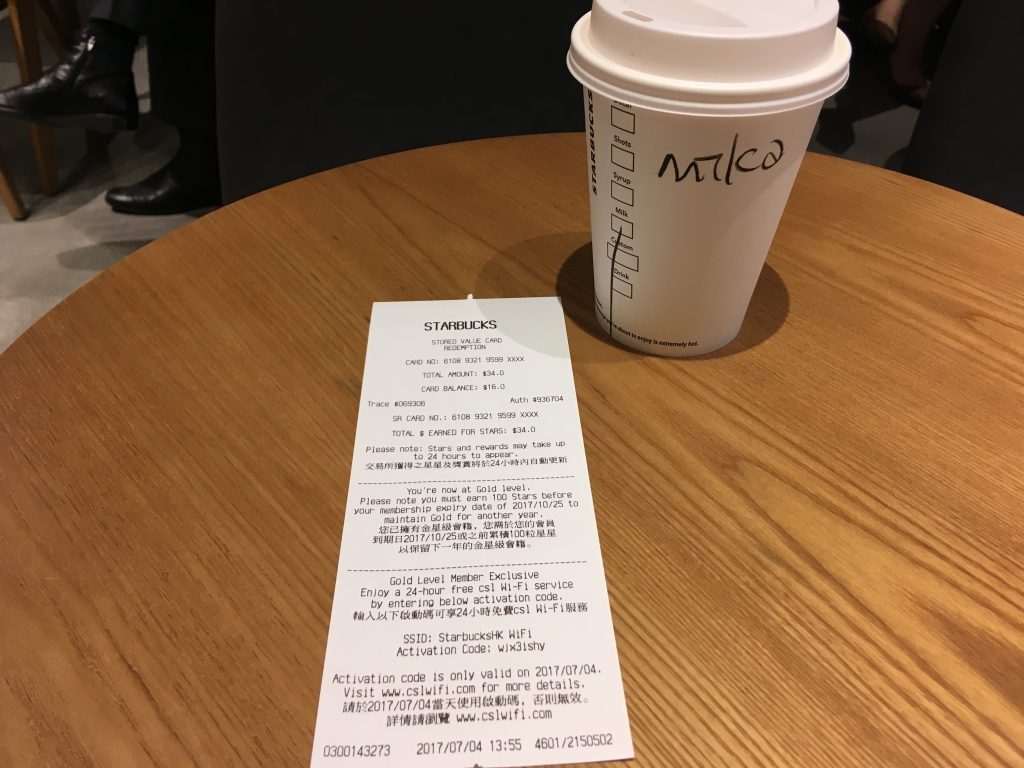 STARBUCKS
Shots
Syrup
Milk
Drink
Mika
STARBUCKS
STORED VALUE CARD
REDEMPTION
CARD NO: 6108 9321 9599 XXXX
TOTAL AMOUNT: $34.0
CARD BALANCE: $16.0
Trace #069306 Auth #936704
SR CARD NO.: 6108 9321 9599 XXXX
TOTAL $ EARNED FOR STARS: $34.0
Please note: Stars and rewards may take up
to 24 hours to appear.
交易所獲得之星星及獎賞將於24小時內自動更新
You're now at Gold level.
Please note you must earn 100 Stars before
your membership expiry date of 2017/10/25 to
maintain Gold for another year.
您已擁有金星級會籍，您需於您的會員
到期日2017/10/25或之前累積100粒星星
以保留下一年的金星級會籍。
Gold Level Member Exclusive
Enjoy a 24-hour free csl Wi-Fi service
by entering below activation code.
輸入以下啟動碼可享24小時免費csl Wi-Fi服務
SSID: StarbucksHK WiFi
Activation Code: wjx3ishy
Activation code is only valid on 2017/07/04.
Visit www.cslwifi.com for more details.
請於2017/07/04當天使用啟動碼，否則無效。
詳情請瀏覽 www.cslwifi.com
0300143273 2017/07/04 13:55 4601/2150502
about to enjoy is extremely hot.